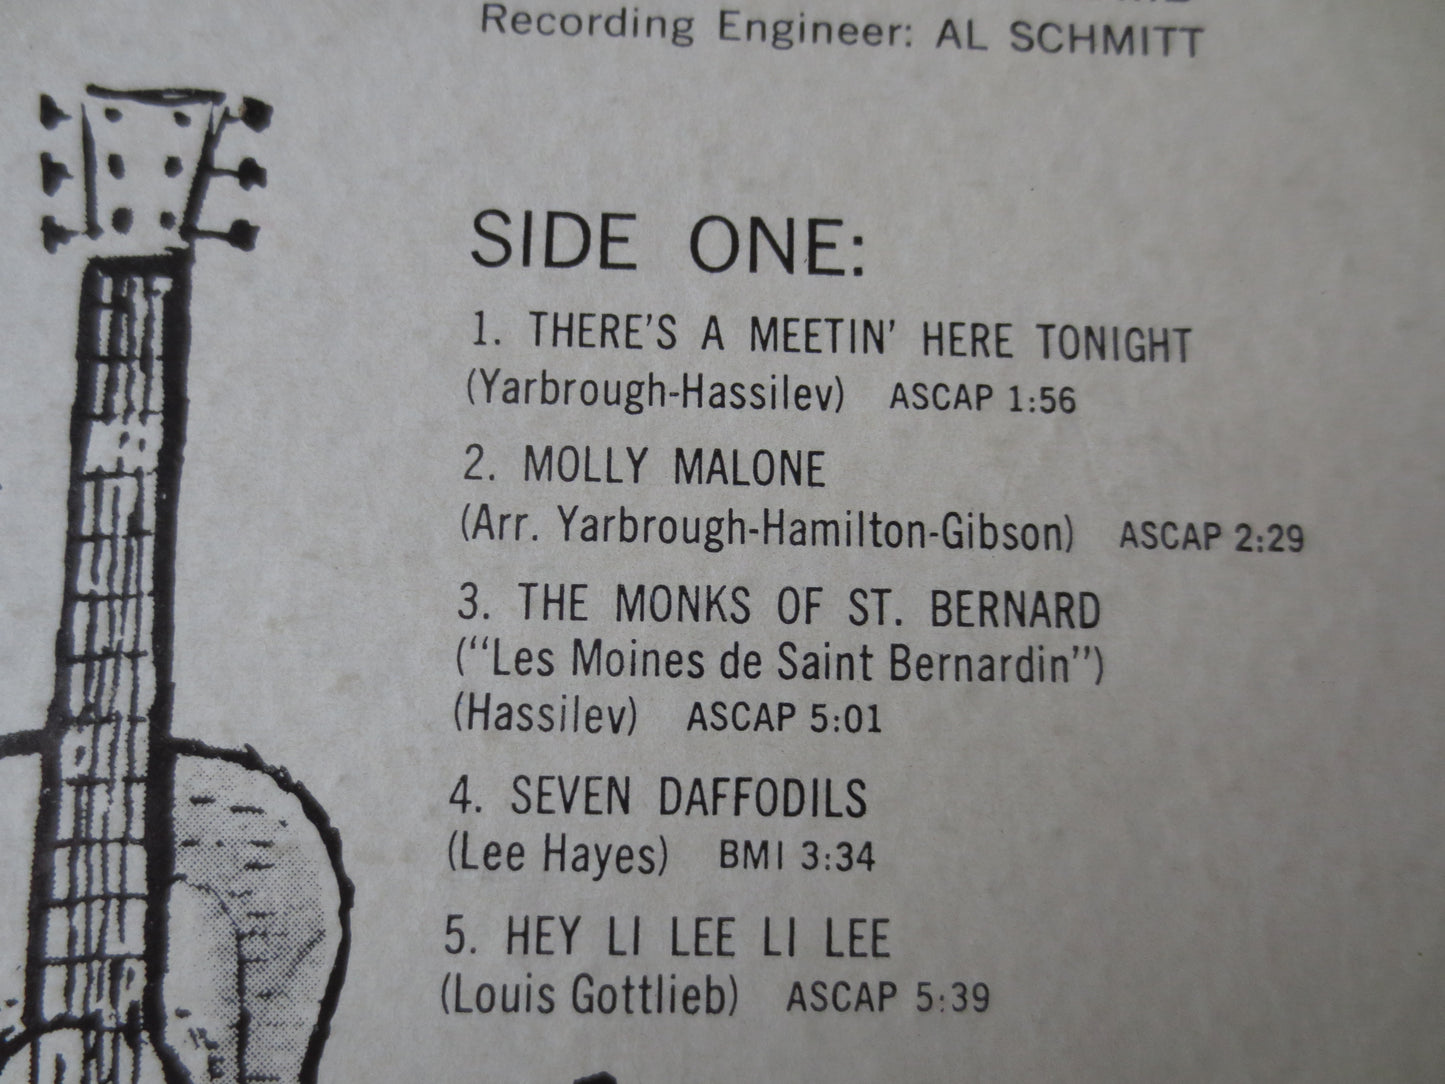 Recording Engineer: AL SCHMITT
SIDE ONE:
1. THERE'S A MEETIN' HERE TONIGHT
(Yarbrough-Hassilev) ASCAP 1:56
2. MOLLY MALONE
(Arr. Yarbrough-Hamilton-Gibson) ASCAP 2:29
3. THE MONKS OF ST. BERNARD
("Les Moines de Saint Bernardin")
(Hassilev) ASCAP 5:01
4. SEVEN DAFFODILS
(Lee Hayes) BMI 3:34
5. HEY LI LEE LI LEE
(Louis Gottlieb) ASCAP 5:39